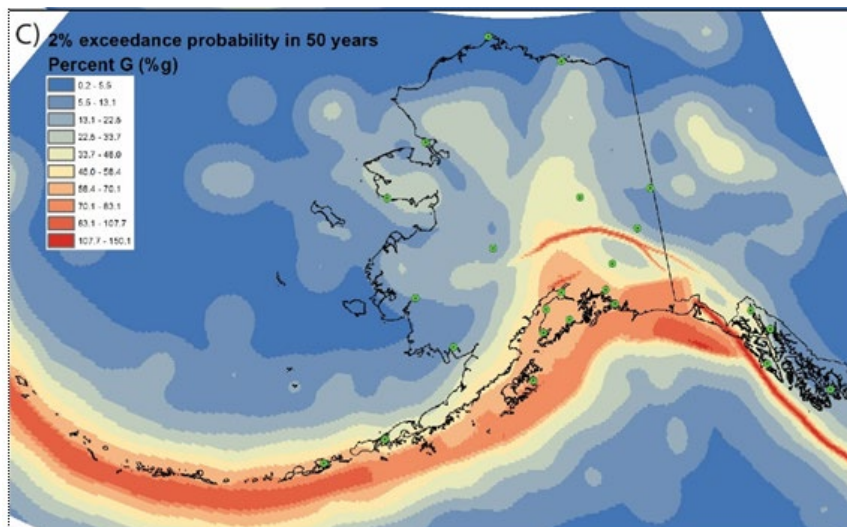 C) 2% exceedance probability in 50 years
Percent G (%g)
0.2 - 5.5
5.5 - 13.1
13.1 - 22.5
22.5 - 33.7
33.7 - 48.0
48.0 - 58.4
58.4 - 70.1
70.1 - 83.1
83.1 - 107.7
107.7 - 150.1